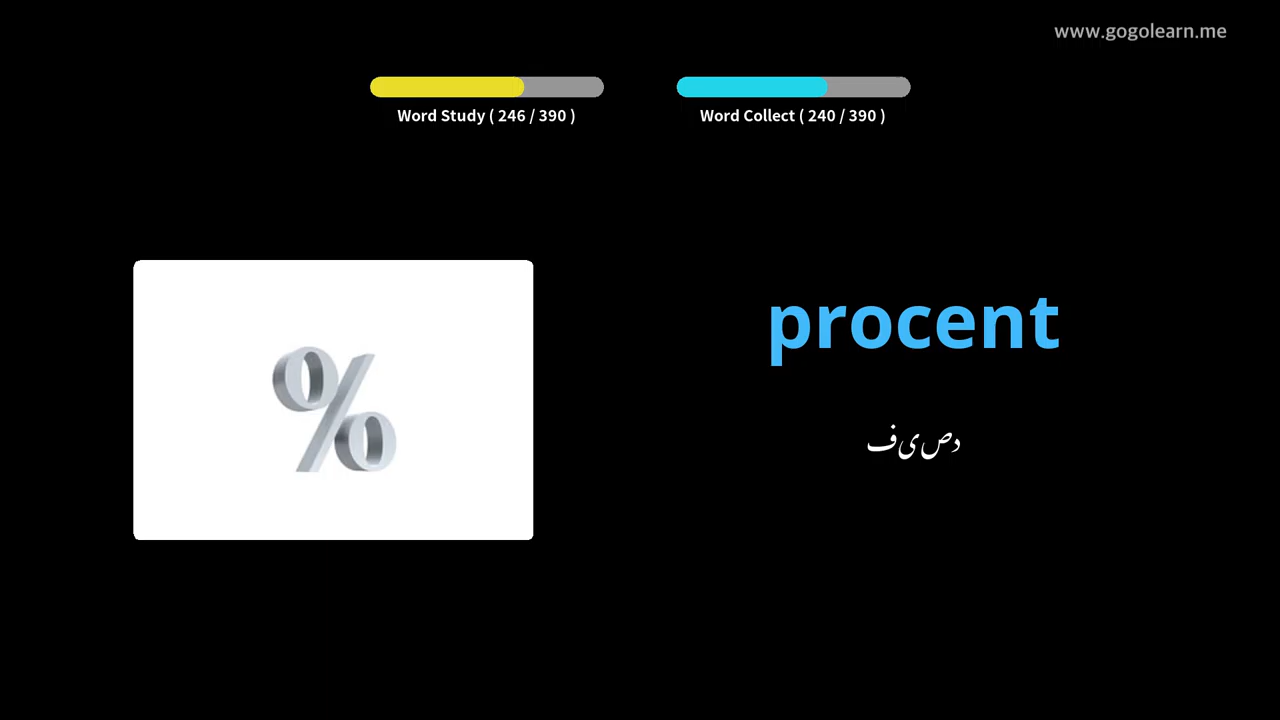 www.gogolearn.me
Word Study ( 246 / 390 )
Word Collect ( 240 / 390 )
%
procent
فیصد